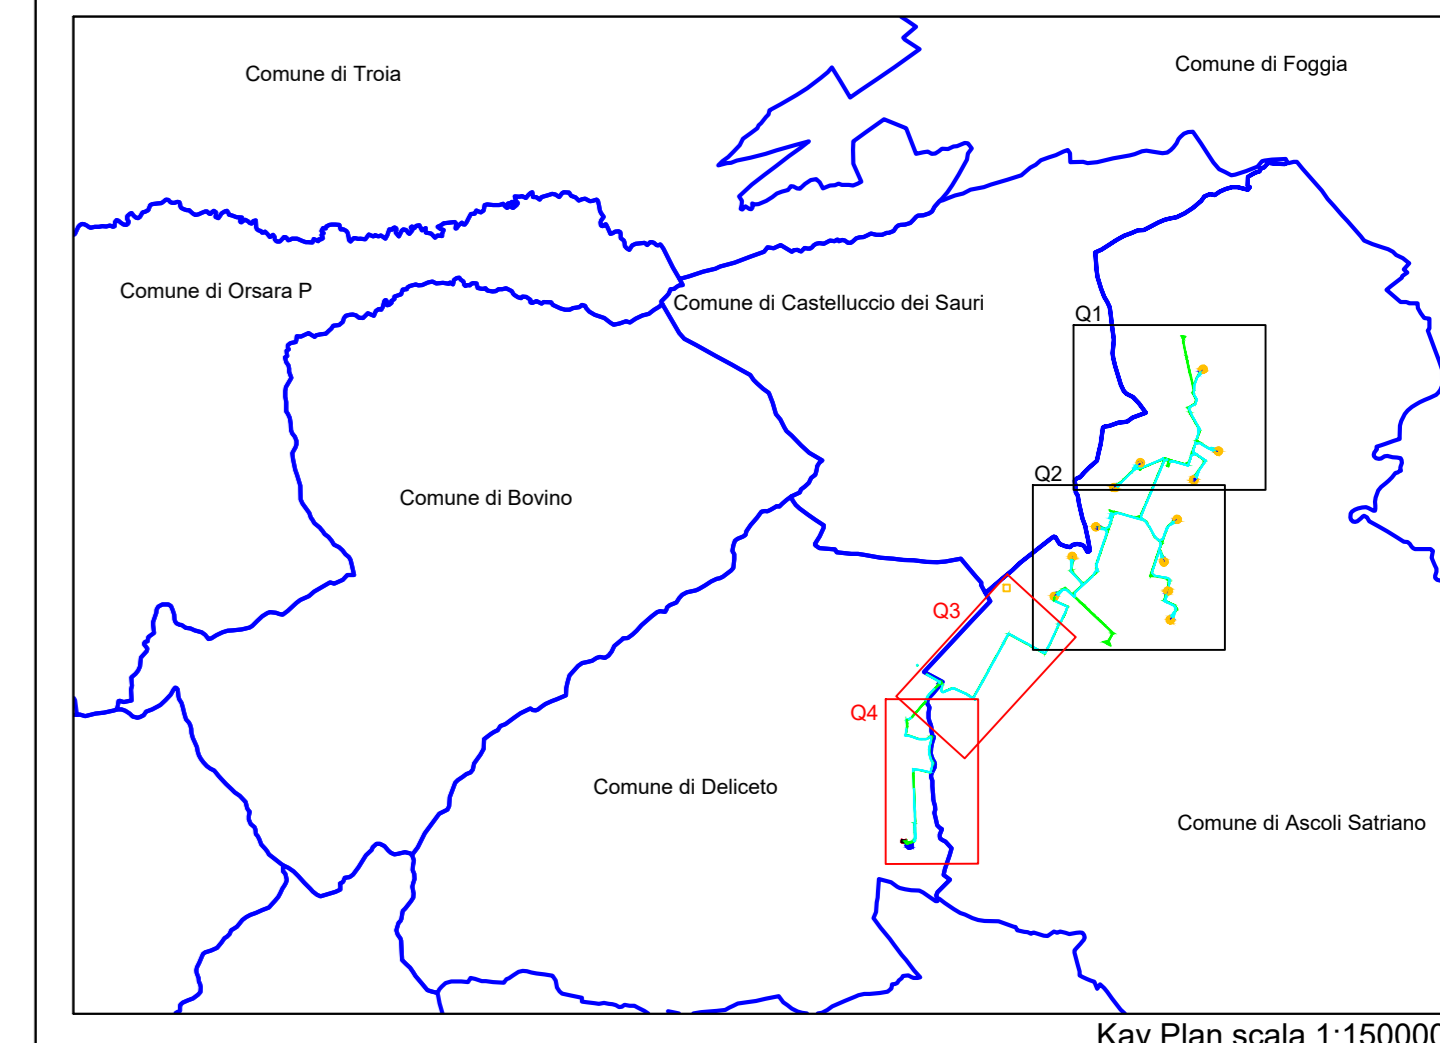 Comune di Troia
Comune di Foggia
Comune di Orsara P
Comune di Castelluccio dei Sauri
Q1
Q2
Comune di Bovino
Q3
Q4
Comune di Deliceto
Comune di Ascoli Satriano
Kay Plan scala 1:150000